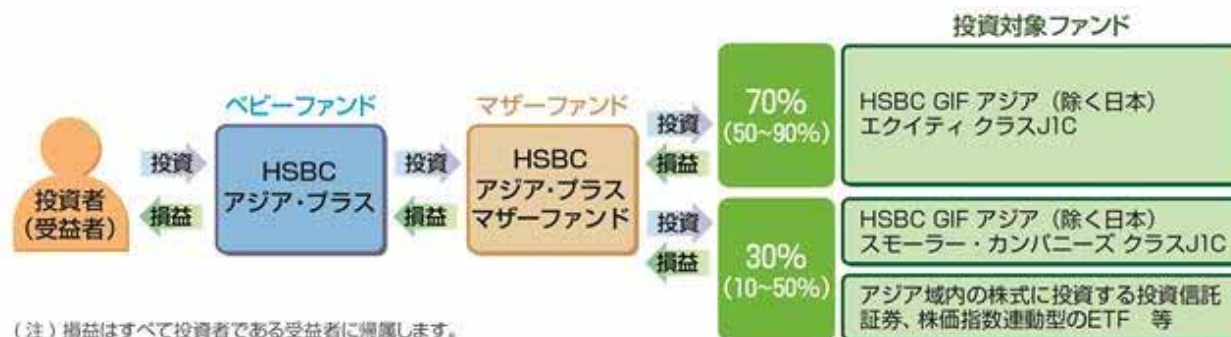 投資対象ファンド
ベビーファンド
マザーファンド
投資者
(受益者)
投資
損益
HSBC
アジア・プラス
投資
損益
HSBC
アジア・プラス
マザーファンド
投資
損益
70%
(50~90%)
HSBC GIF アジア（除く日本）
エクイティ クラスJ1C
投資
損益
30%
(10~50%)
HSBC GIF アジア（除く日本）
スモーラー・カンパニーズ クラスJ1C
アジア域内の株式に投資する投資信託
証券、株価指数連動型のETF　等
(注)損益はすべて投資者である受益者に帰属します。